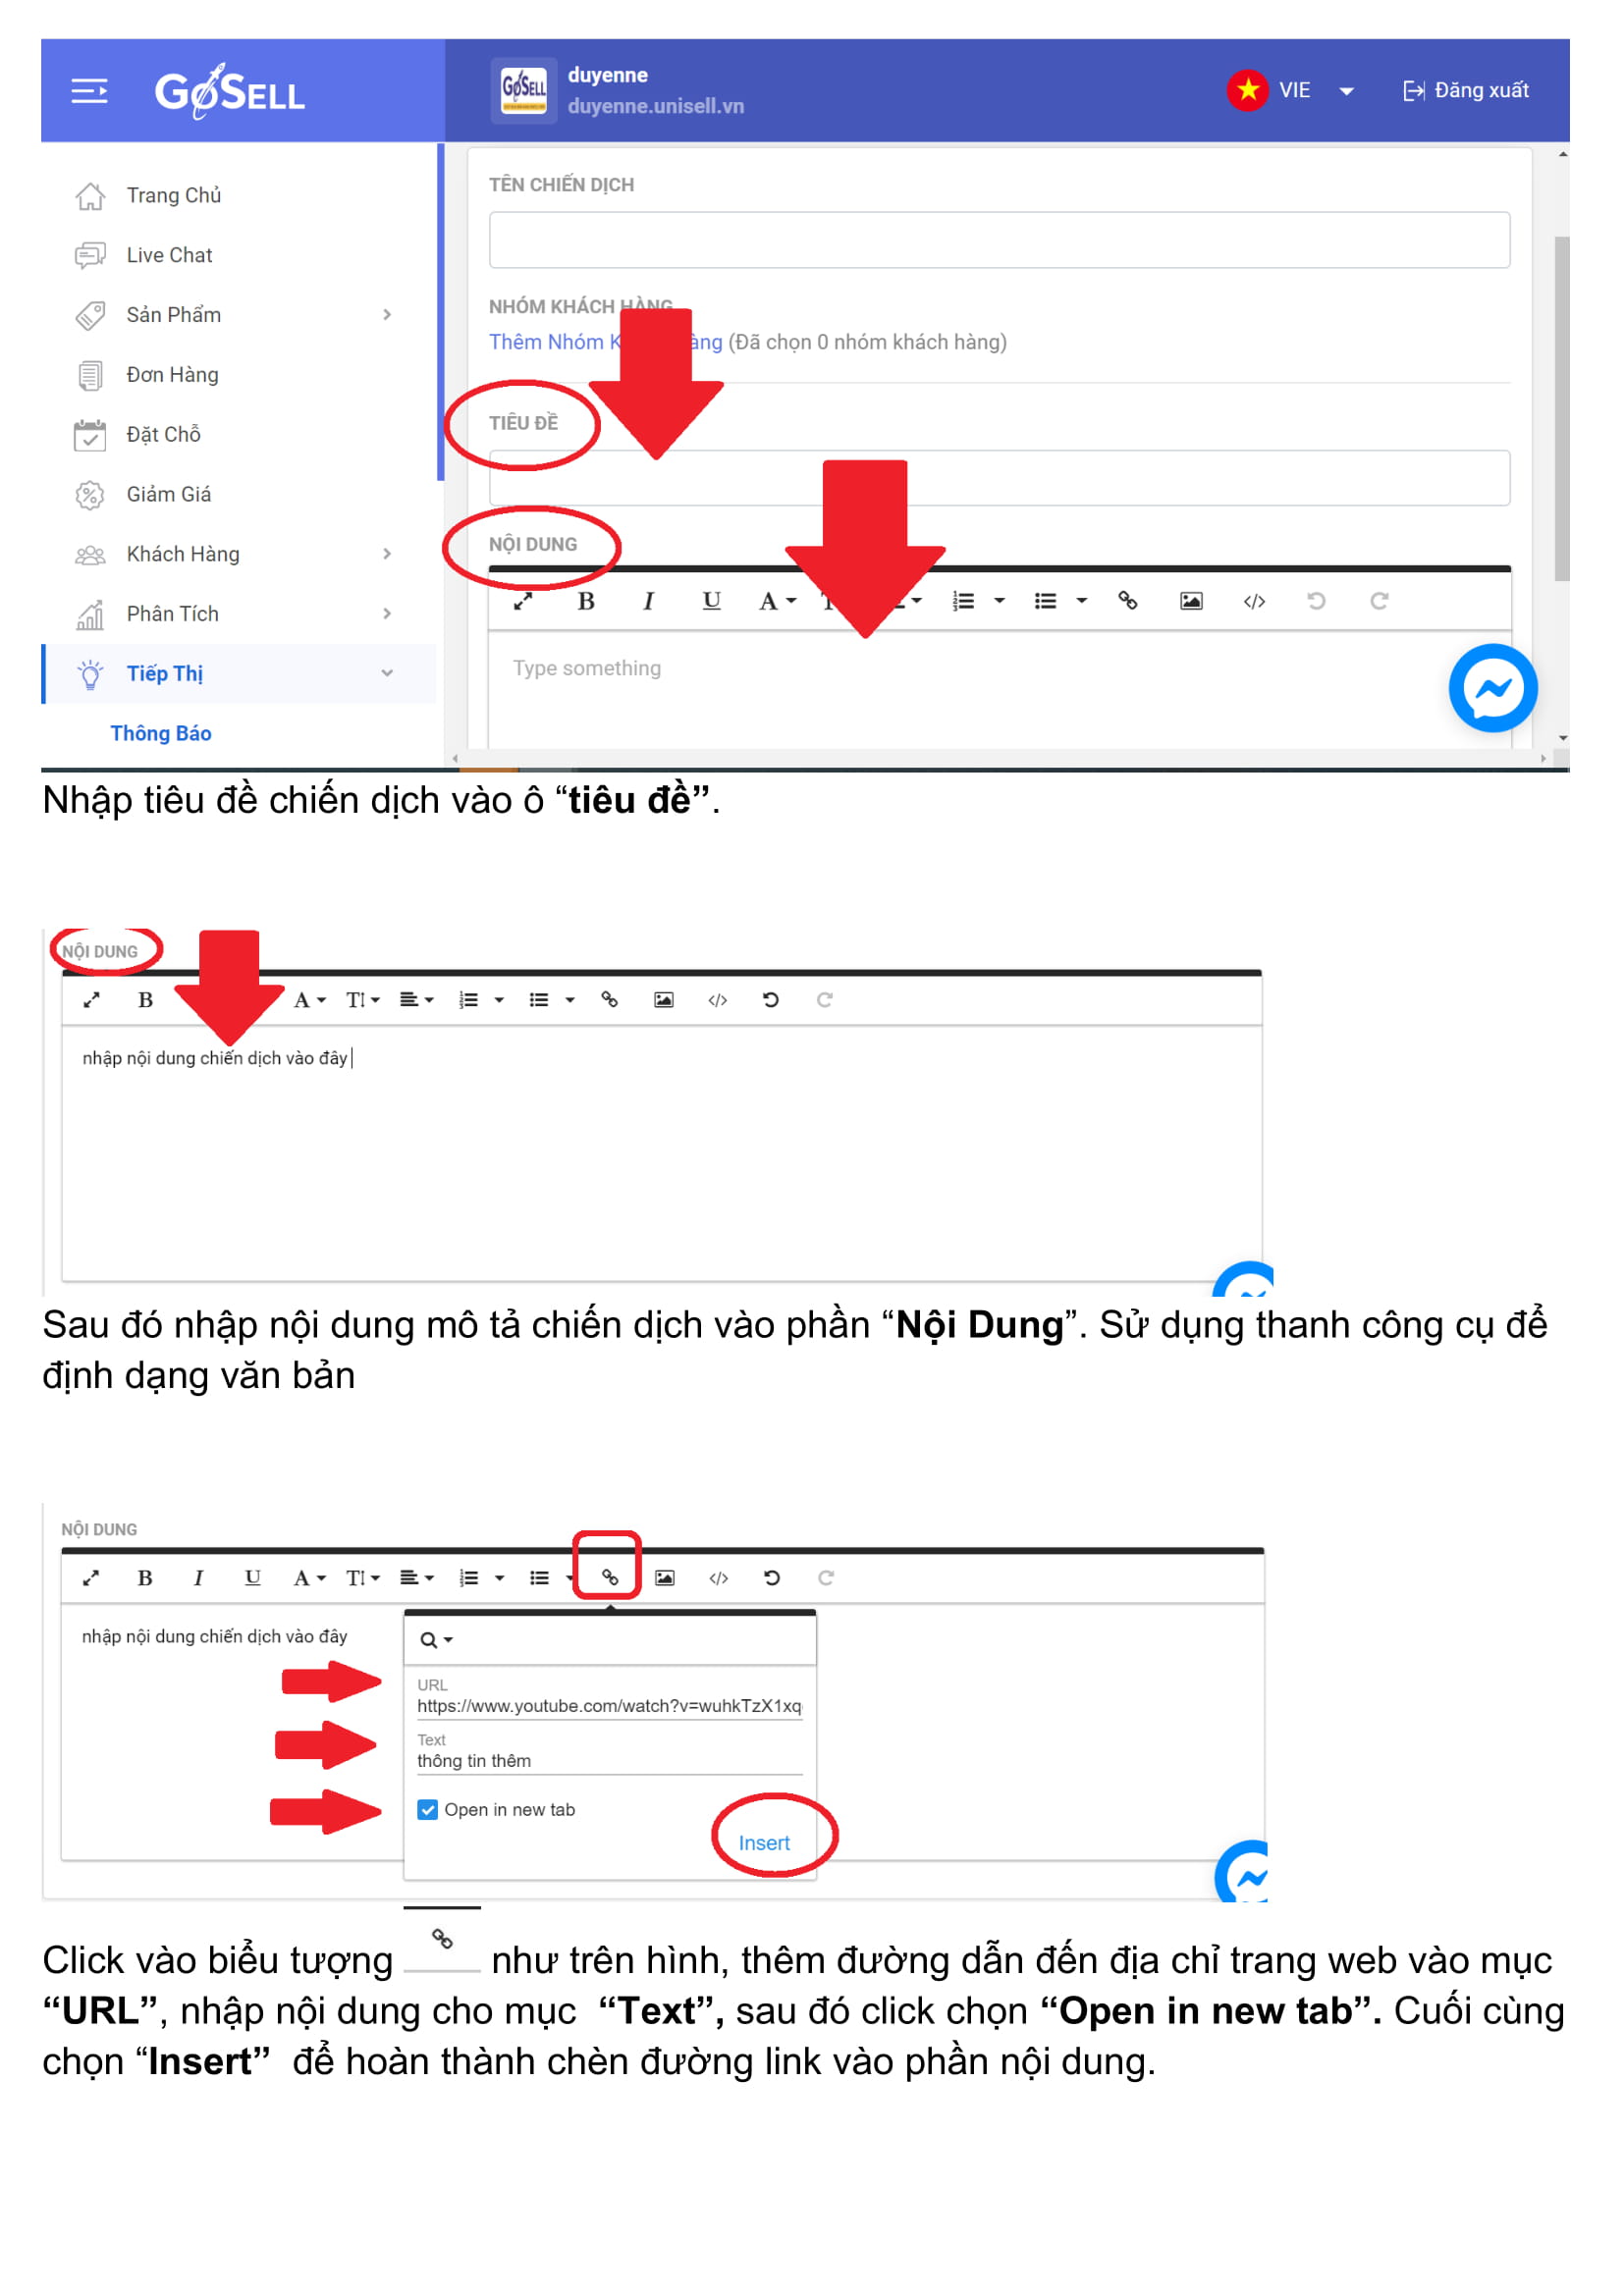 GoSELL
GoSELL
duyenne
duyenne.unisell.vn
VIE
Đăng xuất
Trang Chủ
Live Chat
Sản Phẩm
Đơn Hàng
Đặt Chỗ
Giảm Giá
Khách Hàng
Phân Tích
Tiếp Thị
Thông Báo
TÊN CHIẾN DỊCH
NHÓM KHÁCH HÀNG
Thêm Nhóm K àng (Đã chọn 0 nhóm khách hàng)
TIÊU ĐỀ
NỘI DUNG
B I U A
Type something
Nhập tiêu đề chiến dịch vào ô “tiêu đề”.
NỘI DUNG
B A T
nhập nội dung chiến dịch vào đây
Sau đó nhập nội dung mô tả chiến dịch vào phần “Nội Dung”. Sử dụng thanh công cụ để
định dạng văn bản
NỘI DUNG
B I U A T
nhập nội dung chiến dịch vào đây
URL
https://www.youtube.com/watch?v=wuhkTzX1xq
Text
thông tin thêm
Open in new tab
Insert
Click vào biểu tượng như trên hình, thêm đường dẫn đến địa chỉ trang web vào mục
“URL”, nhập nội dung cho mục “Text”, sau đó click chọn “Open in new tab”. Cuối cùng
chọn “Insert” để hoàn thành chèn đường link vào phần nội dung.